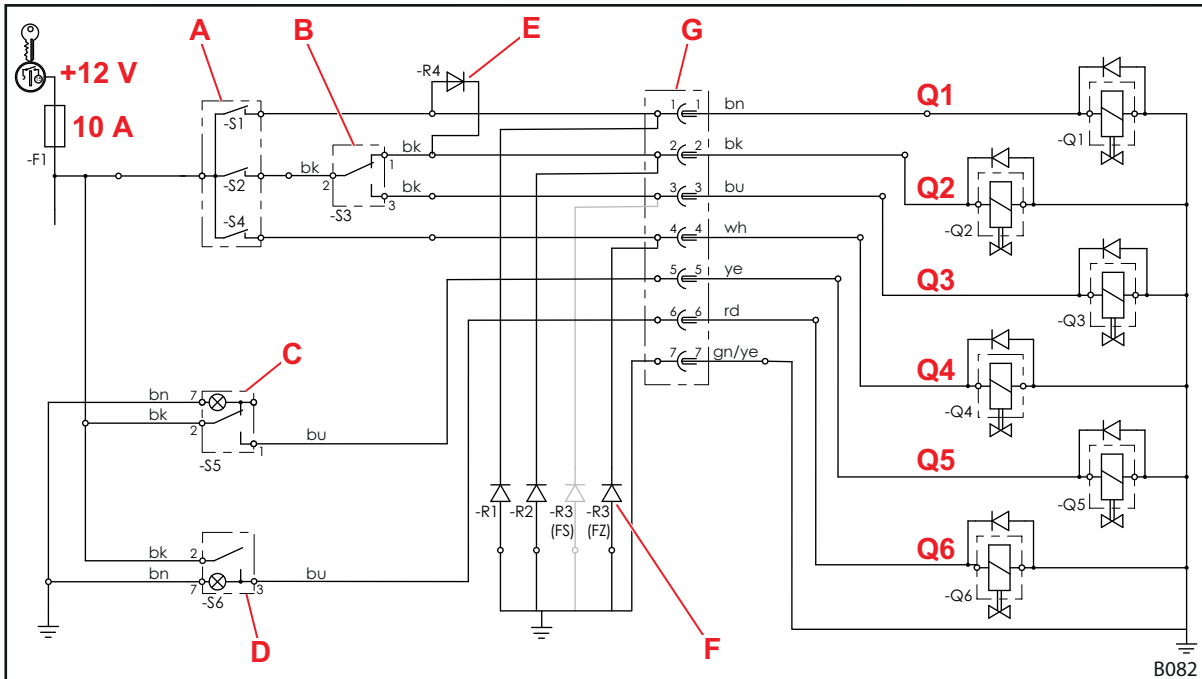 A
B
E
G
+12 V
-R4
10 A
-F1
-S1
1 1
bn
Q1
-Q1
bk
1
2 2
bk
-S2
bk
2
Q2
-Q2
bk
3
3 3
bu
-S3
-S4
4 4
wh
Q3
-Q3
5 5
ye
6 6
rd
C
7 7
gn/ye
Q4
-Q4
bn
7
bk
2
bu
1
-S5
Q5
-Q5
-R1
-R2
-R3
(FS)
-R3
(FZ)
bk
2
Q6
bn
7
bu
3
-S6
-Q6
D
F
B082